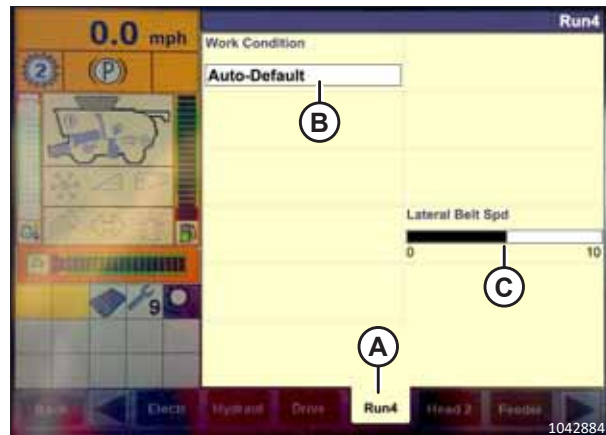 Run4
0.0 mph
Work Condition
2
P
Auto-Default
B
Lateral Belt Spd
0 10
C
9
A
Back Electr Hydraul Drive Run4 Head 2 Feeder
1042884